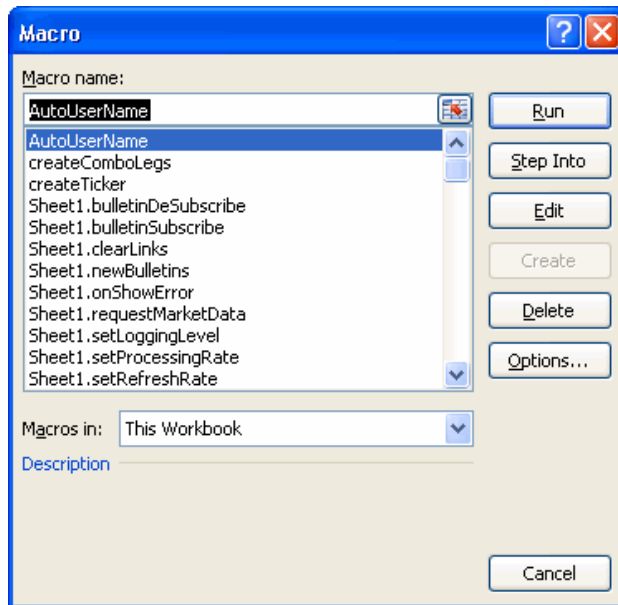 Macro
Macro name:
AutoUserName
Run
AutoUserName
createComboLegs
createTicker
Sheet1.bulletinDeSubscribe
Sheet1.bulletinSubscribe
Sheet1.clearLinks
Sheet1.newBulletins
Sheet1.onShowError
Sheet1.requestMarketData
Sheet1.setLoggingLevel
Sheet1.setProcessingRate
Sheet1.setRefreshRate
Step Into
Edit
Create
Delete
Options...
Macros in: This Workbook
Description
Cancel